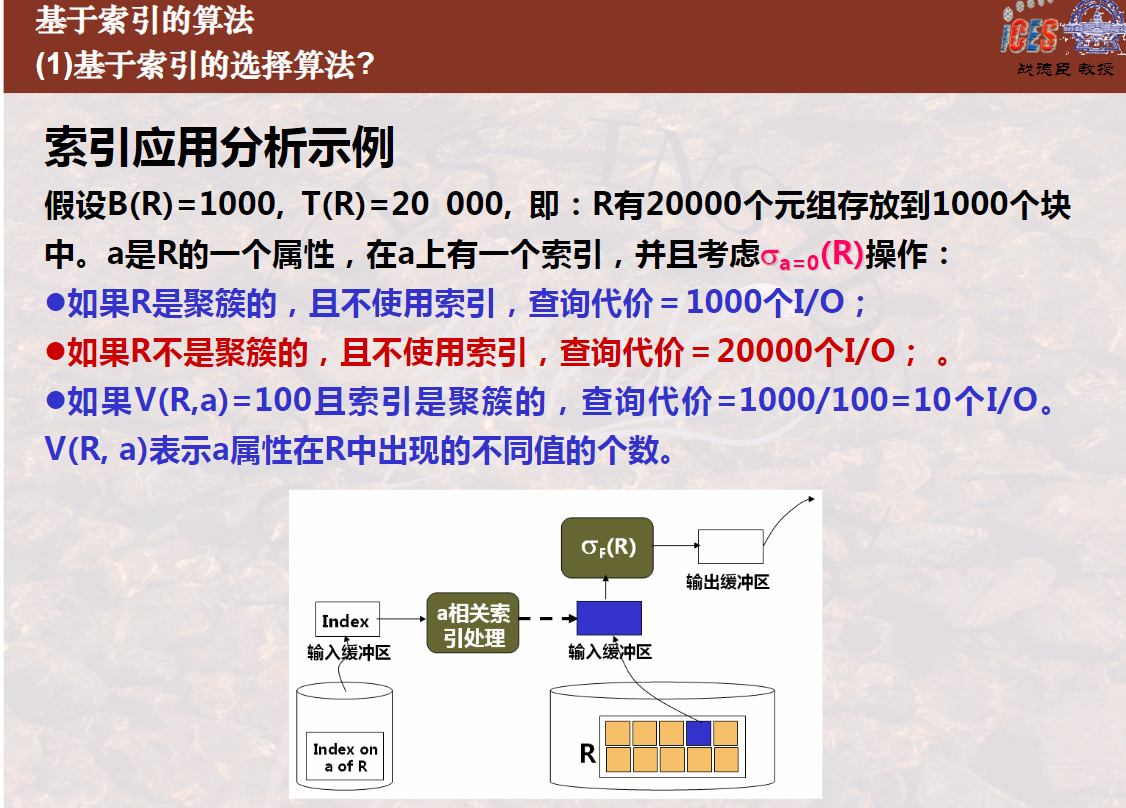 基于索引的算法
(1)基于索引的选择算法?
iCES
战德臣 教授
索引应用分析示例
假设B(R)=1000, T(R)=20 000, 即：R有20000个元组存放到1000个块
中。a是R的一个属性，在a上有一个索引，并且考虑σa=0(R)操作：
●如果R是聚簇的，且不使用索引，查询代价＝1000个I/O；
●如果R不是聚簇的，且不使用索引，查询代价＝20000个I/O； 。
●如果V(R,a)=100且索引是聚簇的，查询代价=1000/100=10个I/O。
V(R, a)表示a属性在R中出现的不同值的个数。
σF(R)
输出缓冲区
Index
a相关索
引处理
输入缓冲区
输入缓冲区
Index on
a of R
R